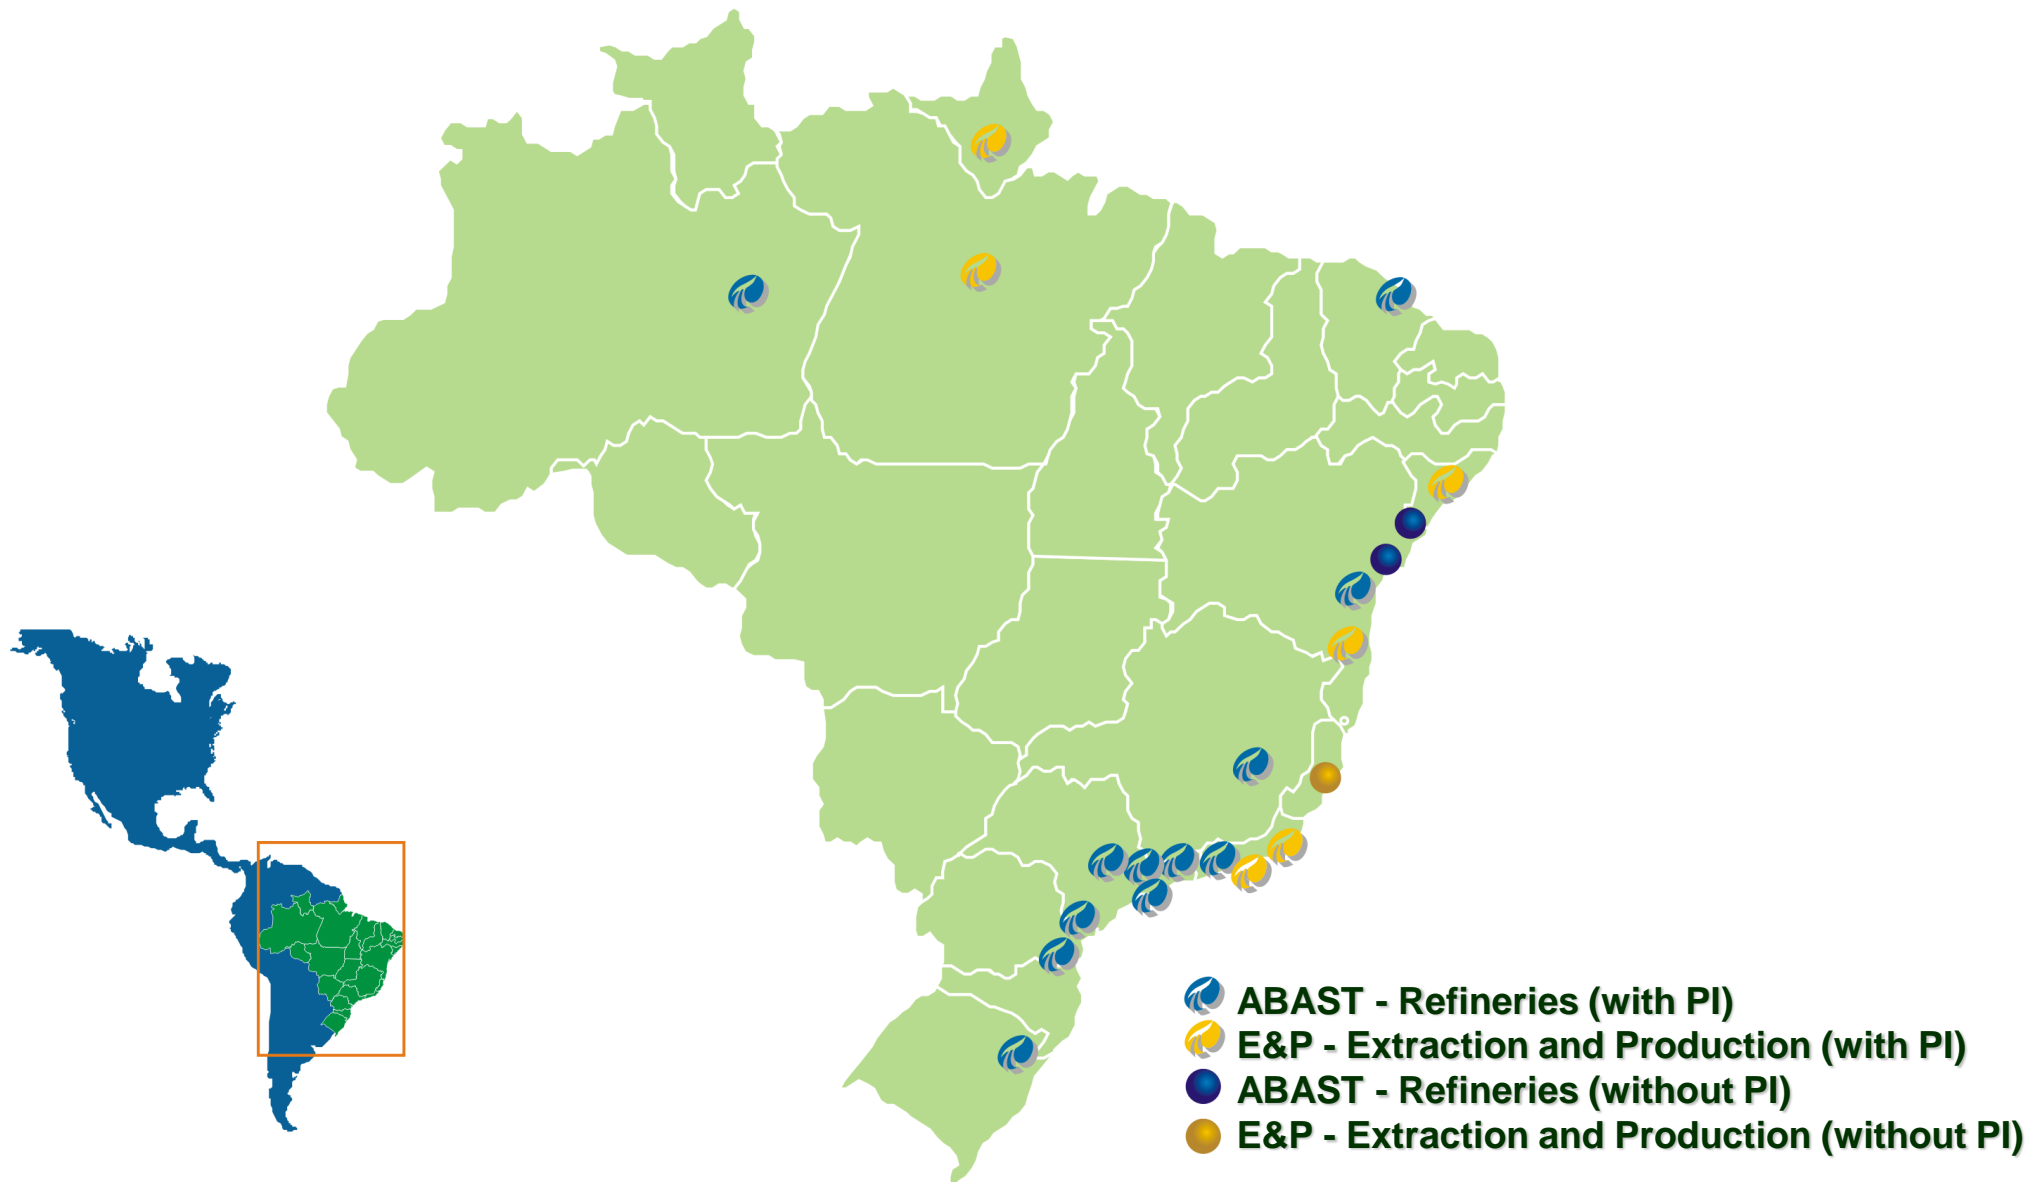 ABAST - Refineries (with PI)
E&P - Extraction and Production (with PI)
ABAST - Refineries (without PI)
E&P - Extraction and Production (without PI)